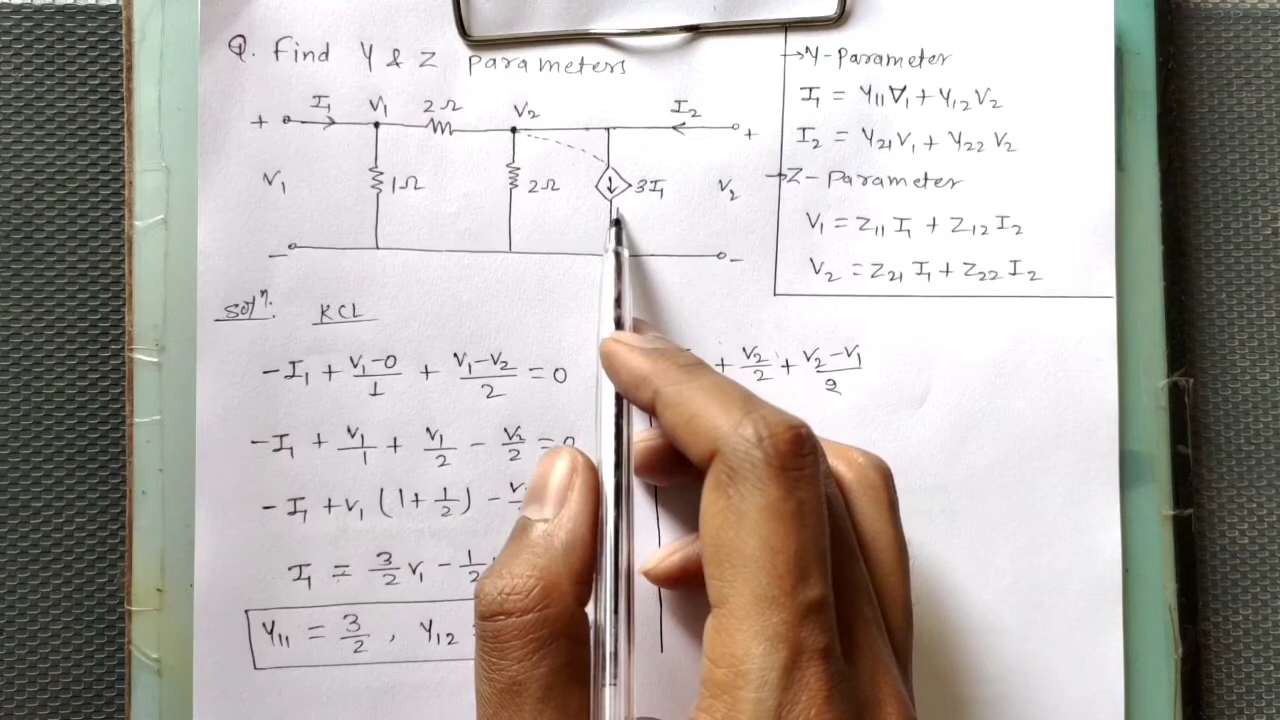 Q. Find Y & Z parameters
I₁ V₁ 2Ω V₂ I₂
+ +
V₁ 1Ω 2Ω 3I₁ V₂
− −
→Y-Parameter
I₁ = Y₁₁V₁ + Y₁₂V₂
I₂ = Y₂₁V₁ + Y₂₂V₂
→Z-Parameter
V₁ = Z₁₁ I₁ + Z₁₂ I₂
V₂ = Z₂₁ I₁ + Z₂₂ I₂
Solⁿ. KCL
-I₁ + (V₁-0)/1 + (V₁-V₂)/2 = 0
-I₁ + V₁/1 + V₁/2 - V₂/2 = 0
-I₁ + V₁ (1 + 1/2) -
I₁ = 3/2 V₁ - 1/2
Y₁₁ = 3/2 , Y₁₂
+ V₂/2 + (V₂-V₁)/2